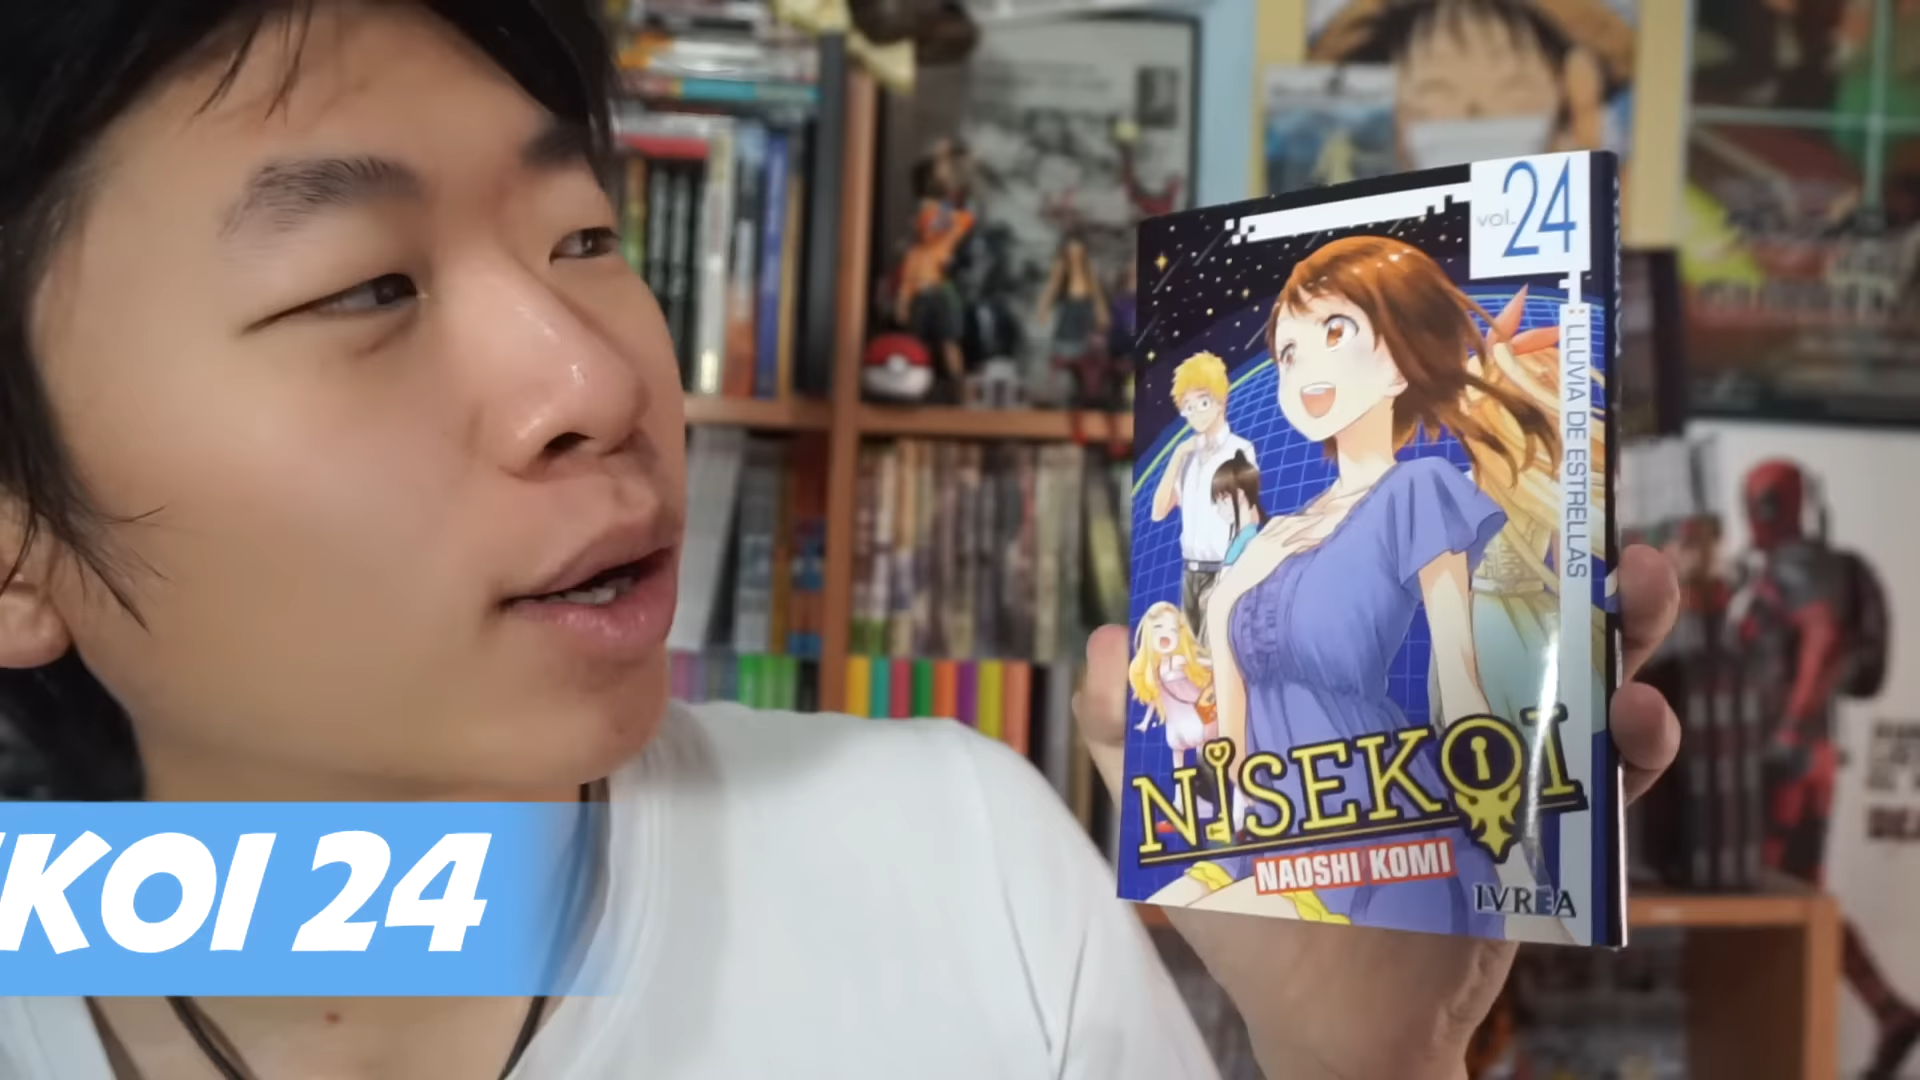 vol. 24
: LLUVIA DE ESTRELLAS
NISEKOI
NAOSHI KOMI
IVREA
KOI 24